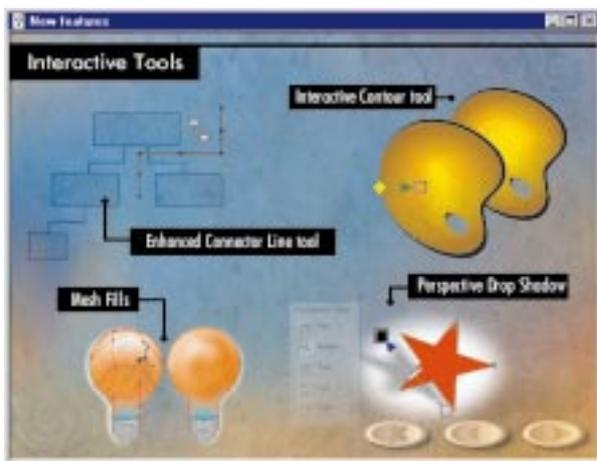 New features
Interactive Tools
Interactive Contour tool
Enhanced Connector Line tool
Mesh Fills
Perspective Drop Shadow